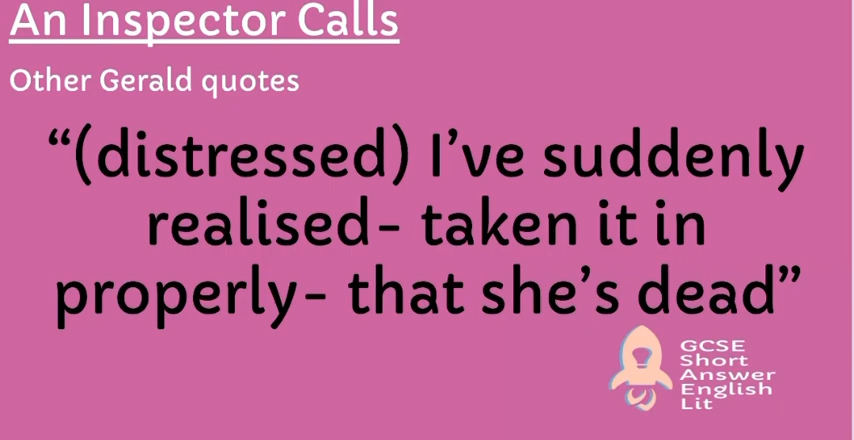 An Inspector Calls
Other Gerald quotes
“(distressed) I’ve suddenly
realised- taken it in
properly- that she’s dead”
GCSE
Short
Answer
English
Lit